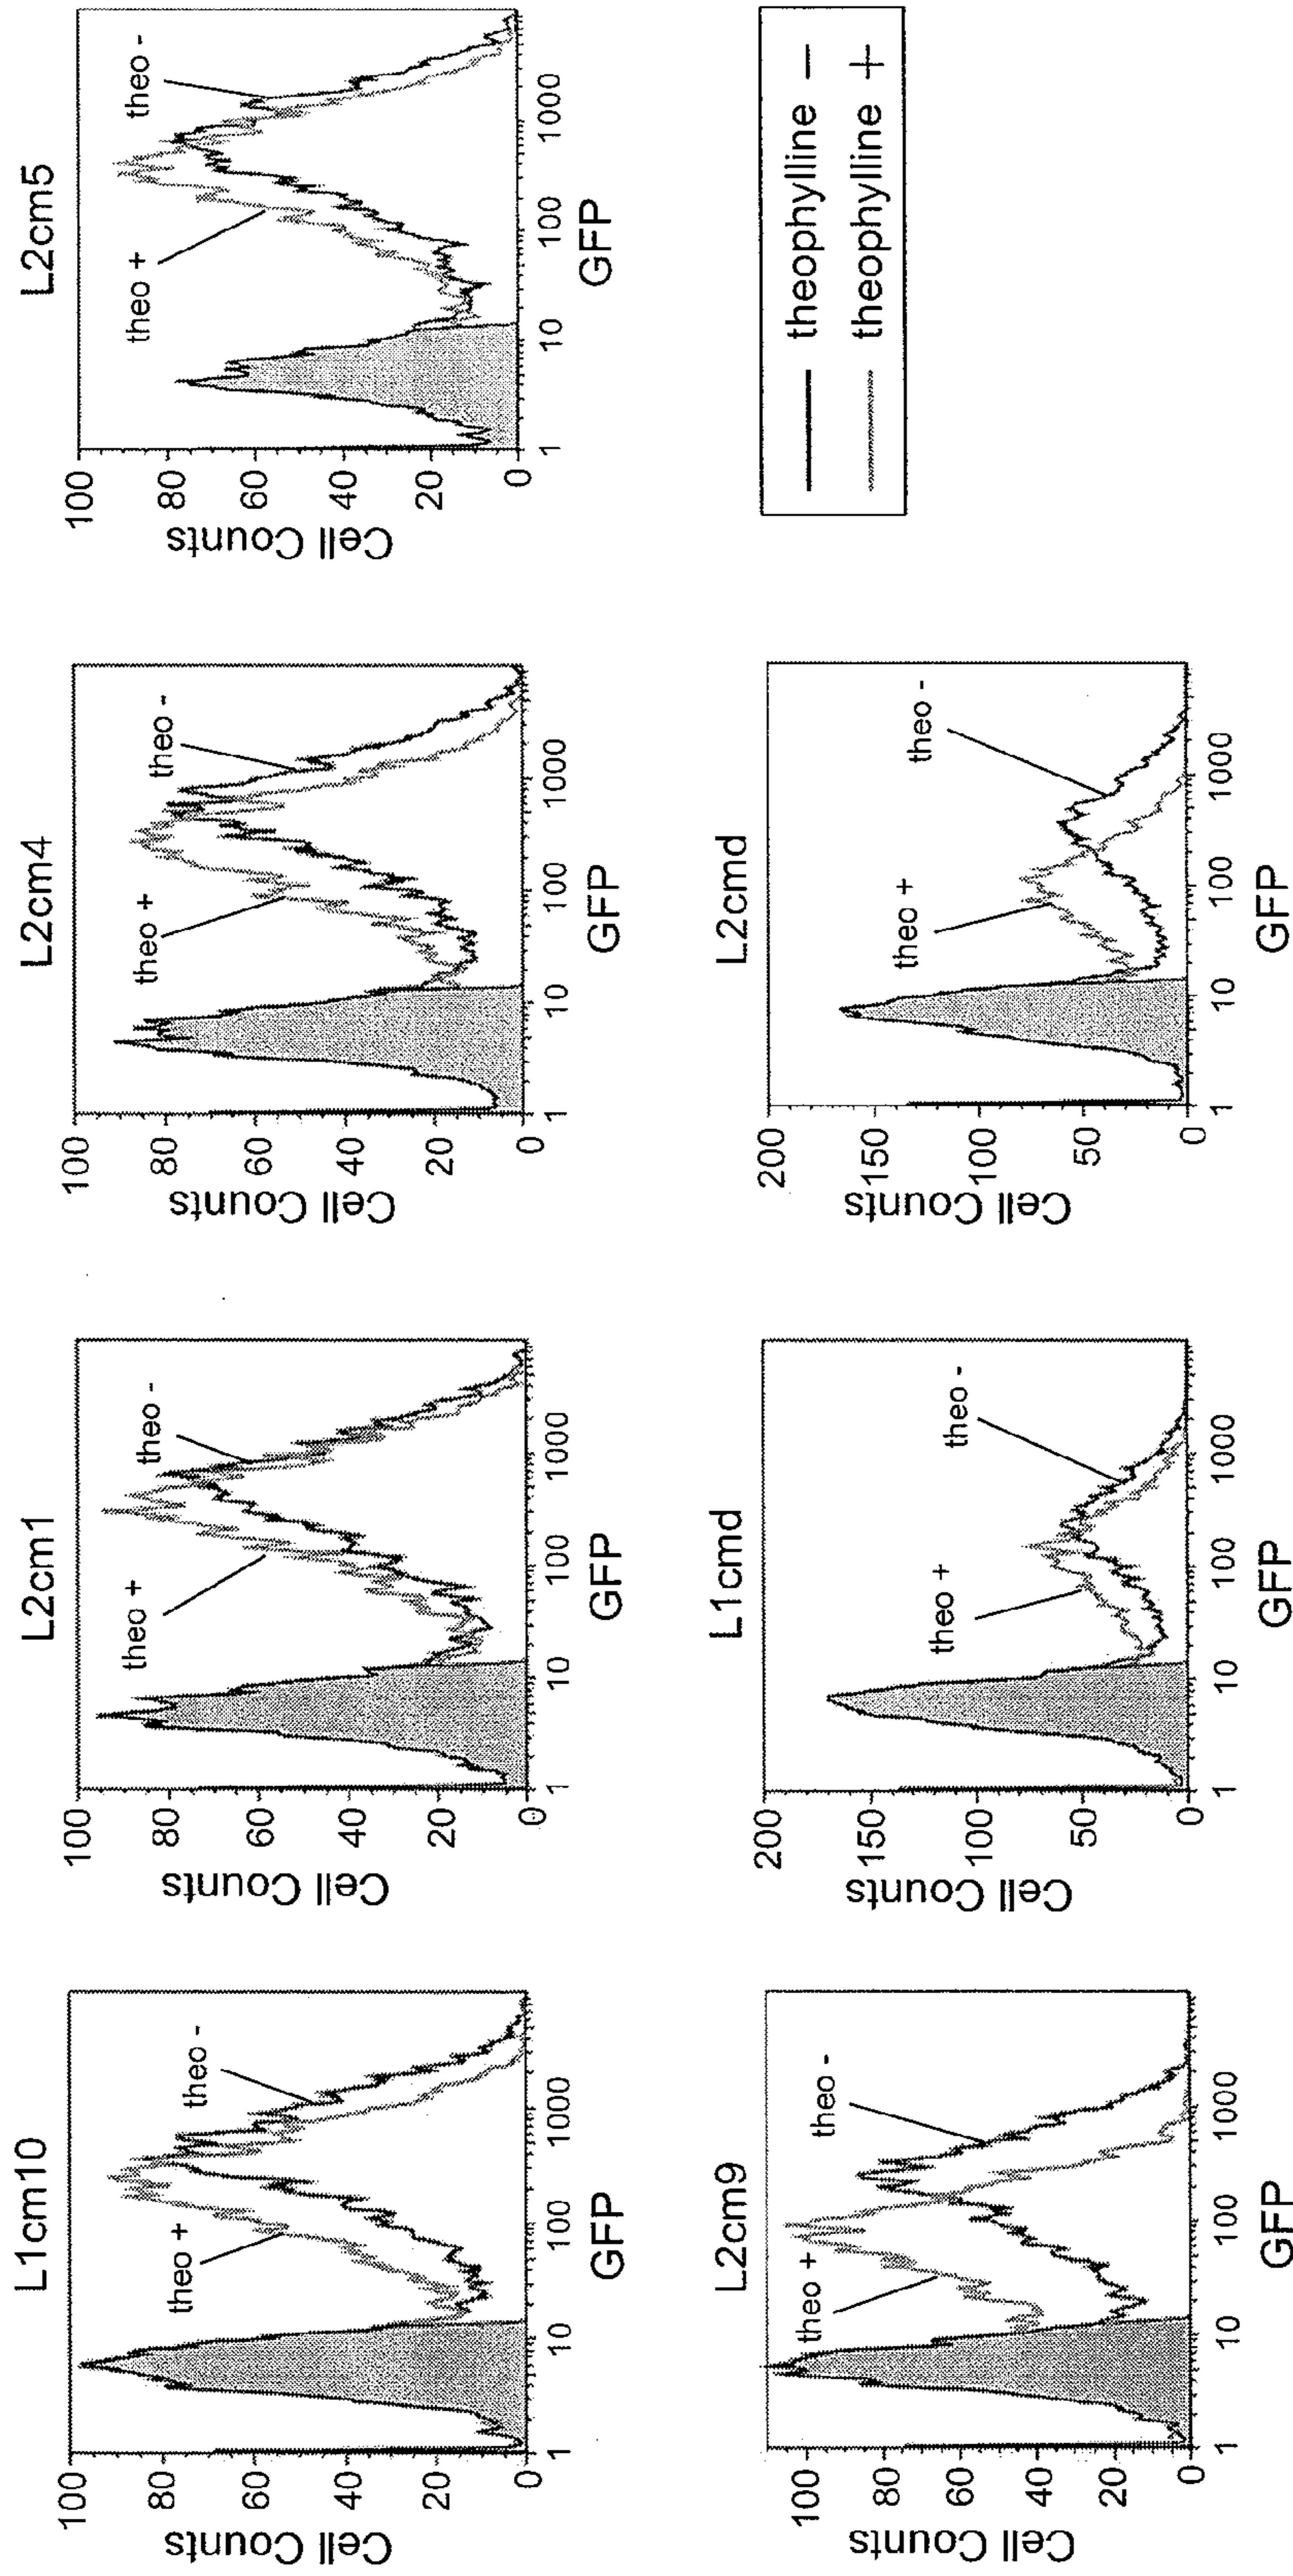 L1cm10
100
80
60
40
20
0
Cell Counts
theo +
theo -
1
10
100
1000
GFP
L2cm1
100
80
60
40
20
0
Cell Counts
theo +
theo -
1
10
100
1000
GFP
L2cm4
100
80
60
40
20
0
Cell Counts
theo +
theo -
1
10
100
1000
GFP
L2cm5
100
80
60
40
20
0
Cell Counts
theo +
theo -
1
10
100
1000
GFP
L2cm9
100
80
60
40
20
0
Cell Counts
theo +
theo -
1
10
100
1000
GFP
L1cmd
200
150
100
50
0
Cell Counts
theo +
theo -
1
10
100
1000
GFP
L2cmd
200
150
100
50
0
Cell Counts
theo +
theo -
1
10
100
1000
GFP
theophylline −
theophylline +